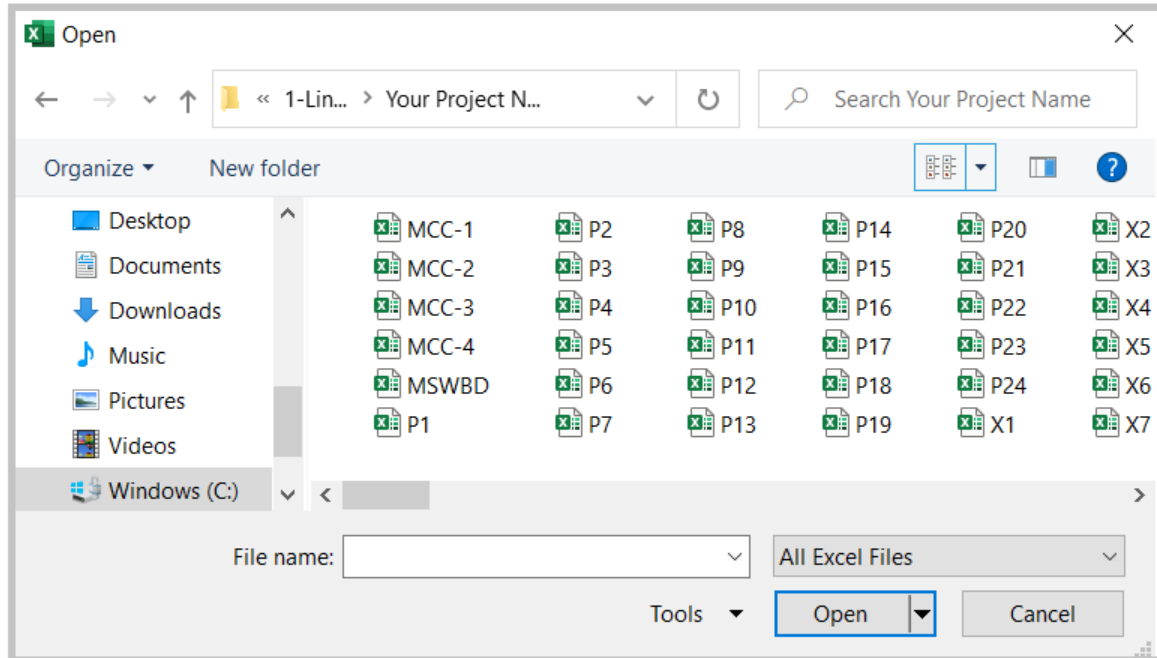 Open
« 1-Lin... > Your Project N...
Search Your Project Name
Organize
New folder
Desktop
Documents
Downloads
Music
Pictures
Videos
Windows (C:)
MCC-1 P2 P8 P14 P20 X2
MCC-2 P3 P9 P15 P21 X3
MCC-3 P4 P10 P16 P22 X4
MCC-4 P5 P11 P17 P23 X5
MSWBD P6 P12 P18 P24 X6
P1 P7 P13 P19 X1 X7
File name:
All Excel Files
Tools
Open
Cancel